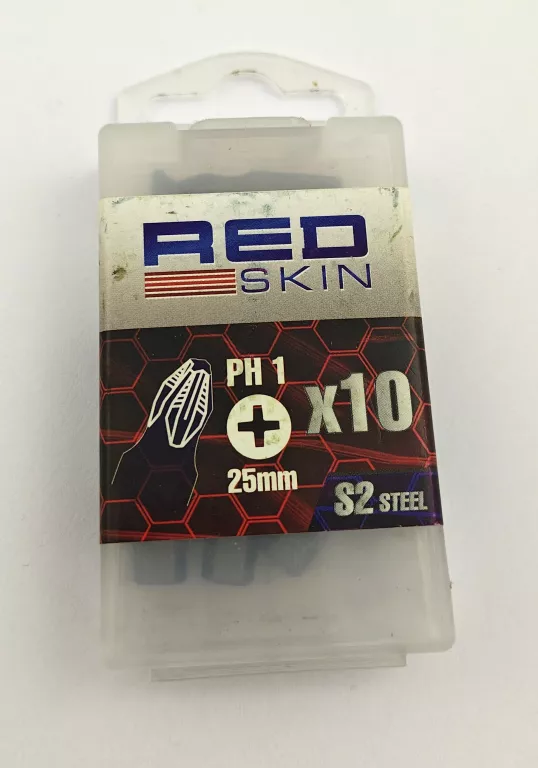 RED
SKIN
PH 1
x10
25mm
S2 STEEL